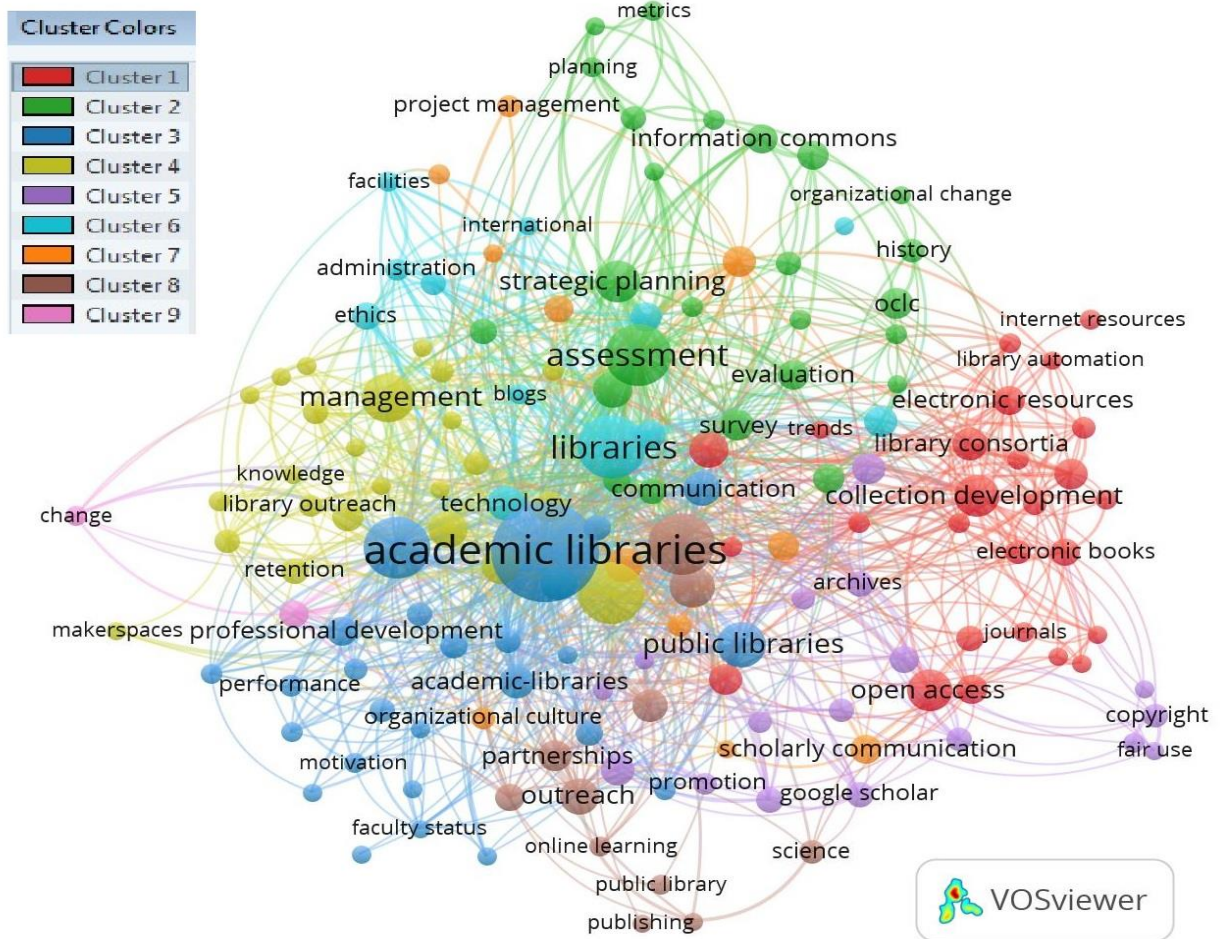 Cluster Colors
Cluster 1
Cluster 2
Cluster 3
Cluster 4
Cluster 5
Cluster 6
Cluster 7
Cluster 8
Cluster 9
metrics
planning
project management
information commons
facilities
organizational change
international
history
administration
strategic planning
ethics
oclc
internet resources
assessment
library automation
evaluation
management
blogs
electronic resources
survey
trends
libraries
library consortia
knowledge
technology
communication
collection development
library outreach
change
academic libraries
electronic books
retention
archives
makerspaces
professional development
public libraries
journals
performance
academic-libraries
open access
organizational culture
copyright
partnerships
scholarly communication
fair use
motivation
promotion
outreach
google scholar
faculty status
online learning
science
public library
publishing
VOSviewer